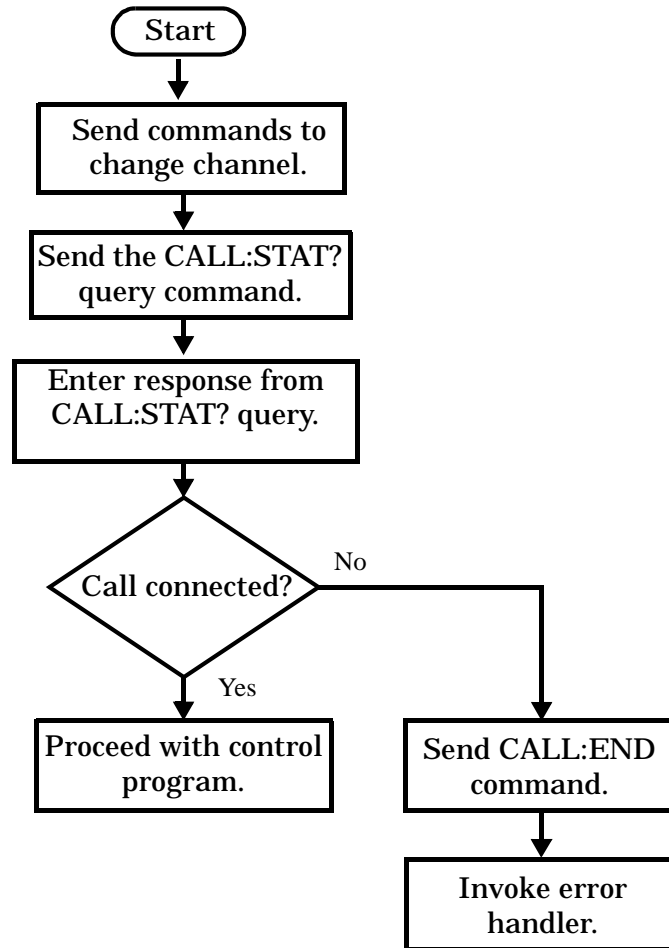 Start
Send commands to
change channel.
Send the CALL:STAT?
query command.
Enter response from
CALL:STAT? query.
Call connected?
No
Yes
Proceed with control
program.
Send CALL:END
command.
Invoke error
handler.